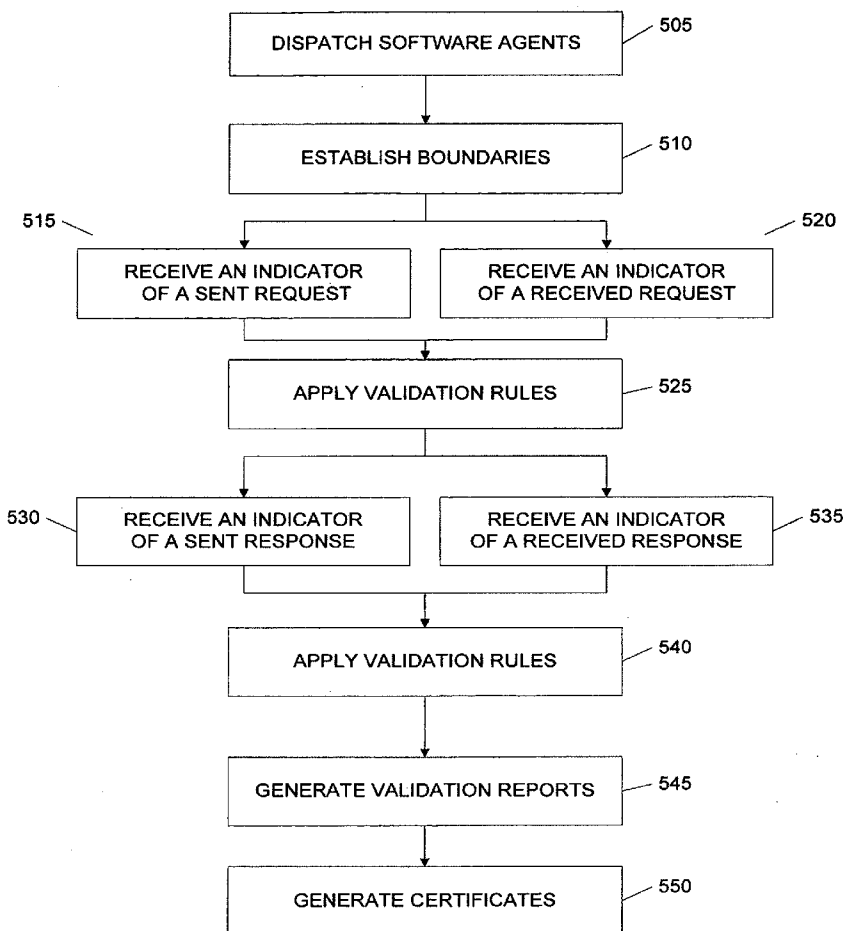 DISPATCH SOFTWARE AGENTS
505
ESTABLISH BOUNDARIES
510
515
520
RECEIVE AN INDICATOR
OF A SENT REQUEST
RECEIVE AN INDICATOR
OF A RECEIVED REQUEST
APPLY VALIDATION RULES
525
530
RECEIVE AN INDICATOR
OF A SENT RESPONSE
RECEIVE AN INDICATOR
OF A RECEIVED RESPONSE
535
APPLY VALIDATION RULES
540
GENERATE VALIDATION REPORTS
545
GENERATE CERTIFICATES
550